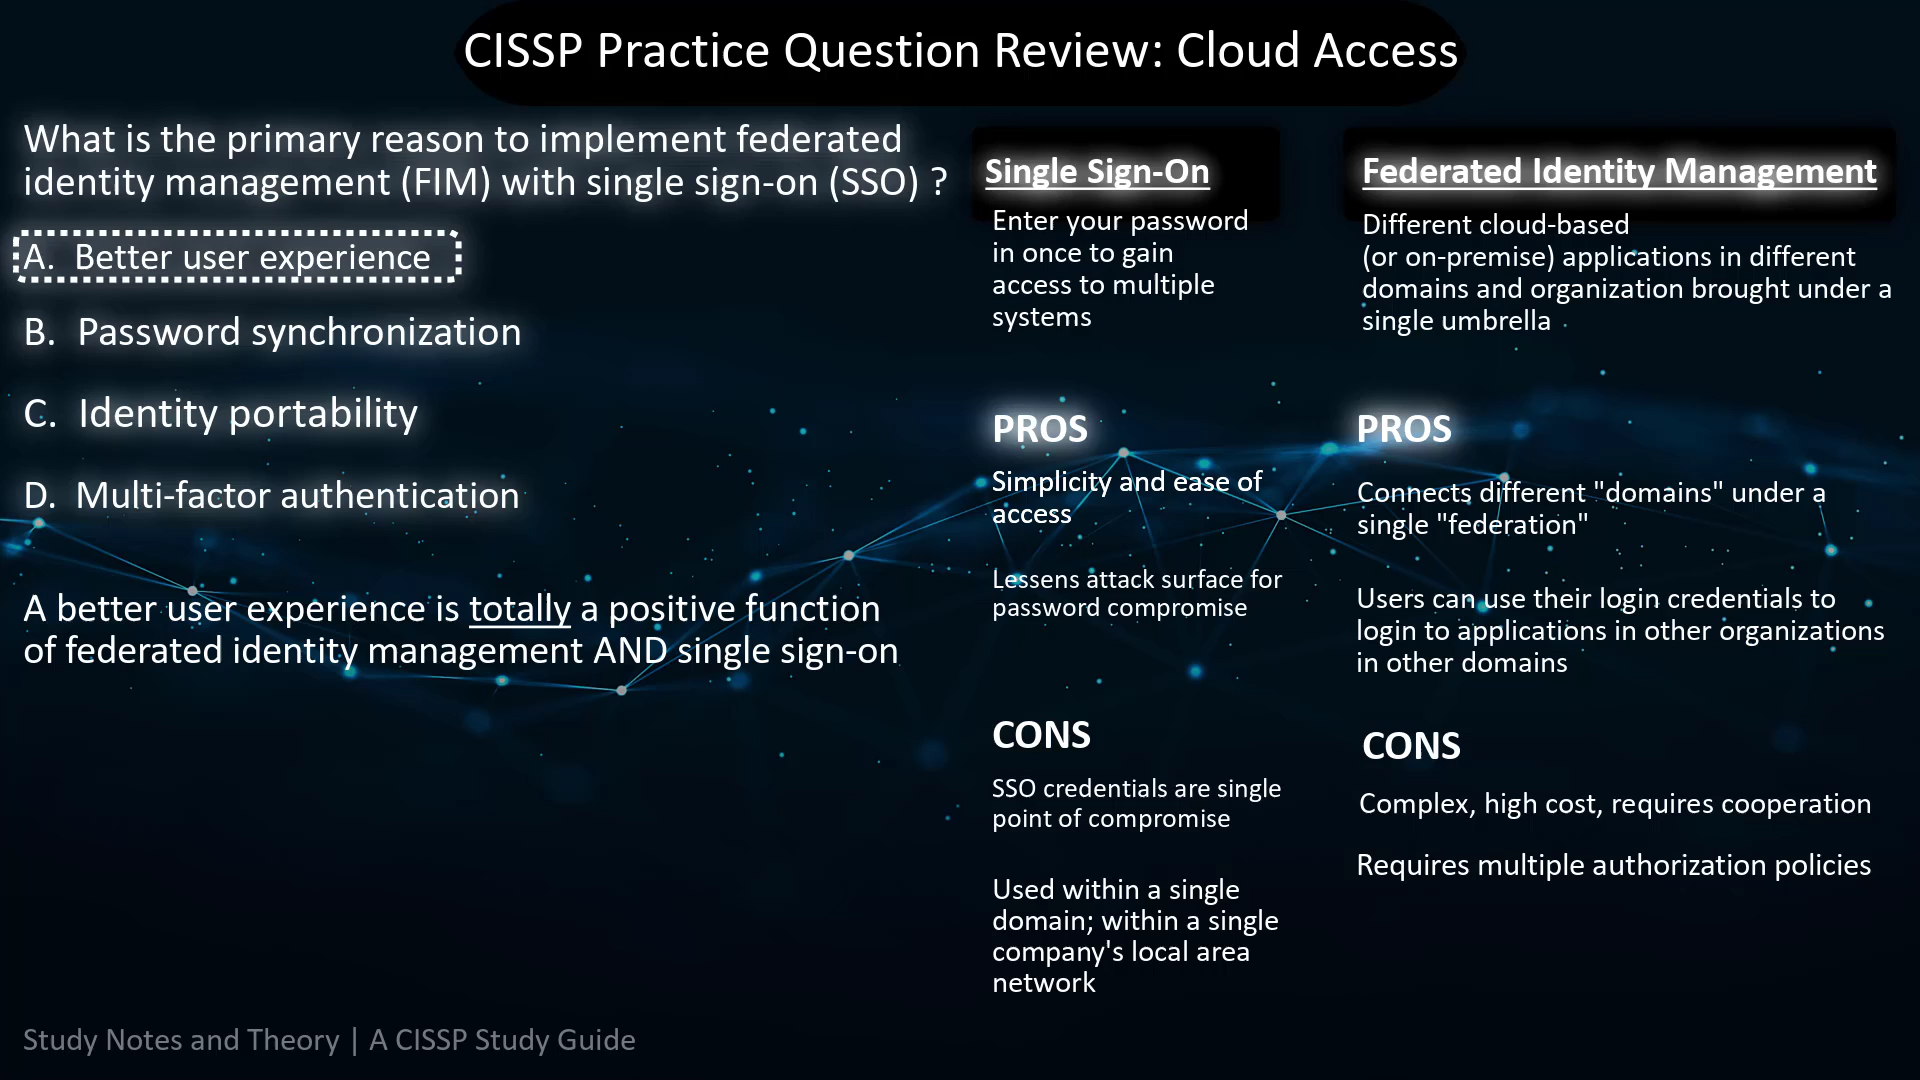 CISSP Practice Question Review: Cloud Access
What is the primary reason to implement federated
identity management (FIM) with single sign-on (SSO) ?
A. Better user experience
B. Password synchronization
C. Identity portability
D. Multi-factor authentication
A better user experience is totally a positive function
of federated identity management AND single sign-on
Single Sign-On
Enter your password
in once to gain
access to multiple
systems
PROS
Simplicity and ease of
access
Lessens attack surface for
password compromise
CONS
SSO credentials are single
point of compromise
Used within a single
domain; within a single
company's local area
network
Federated Identity Management
Different cloud-based
(or on-premise) applications in different
domains and organization brought under a
single umbrella
PROS
Connects different "domains" under a
single "federation"
Users can use their login credentials to
login to applications in other organizations
in other domains
CONS
Complex, high cost, requires cooperation
Requires multiple authorization policies
Study Notes and Theory | A CISSP Study Guide